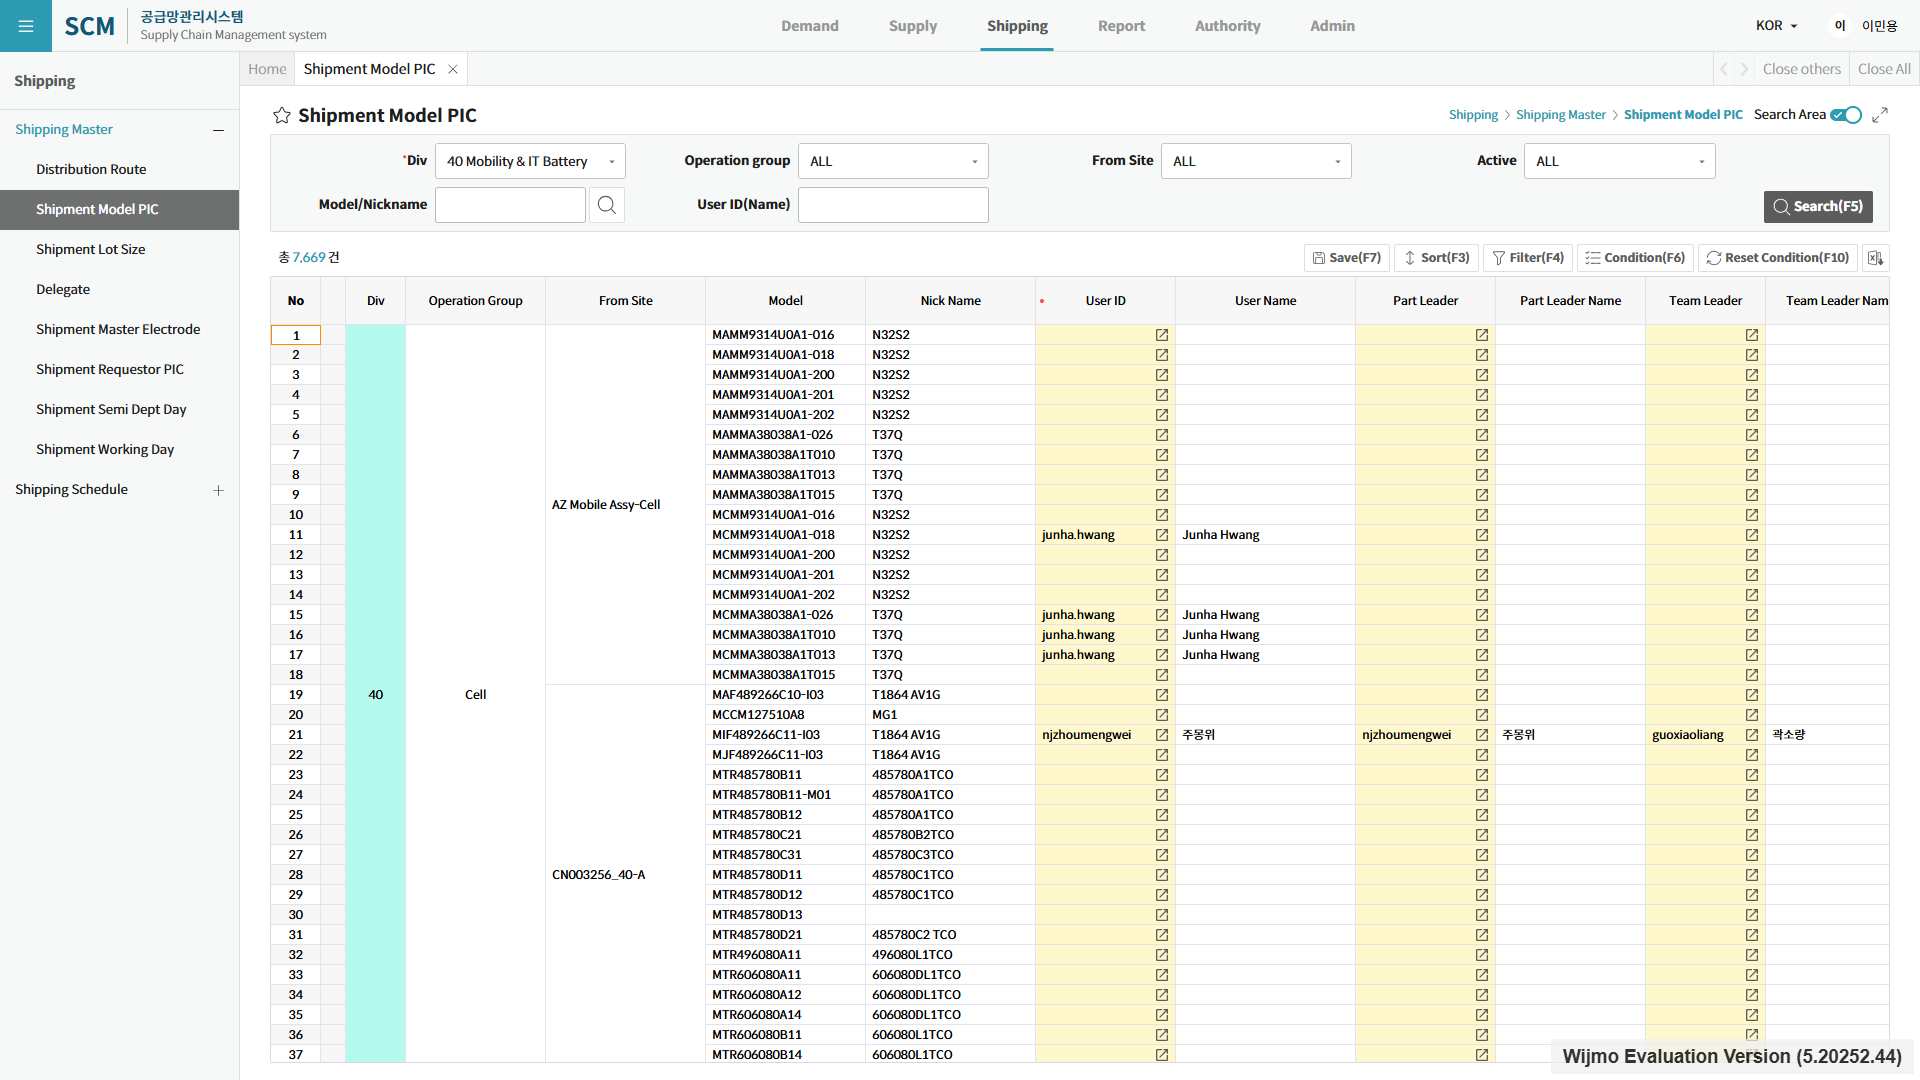 SCM 공급망관리시스템
Supply Chain Management system
Demand Supply Shipping Report Authority Admin
KOR 이 이민용
Shipping
Home Shipment Model PIC
Close others Close All
Shipping Master
Distribution Route
Shipment Model PIC
Shipment Lot Size
Delegate
Shipment Master Electrode
Shipment Requestor PIC
Shipment Semi Dept Day
Shipment Working Day
Shipping Schedule
Shipment Model PIC
Shipping > Shipping Master > Shipment Model PIC Search Area
*Div 40 Mobility & IT Battery Operation group ALL From Site ALL Active ALL
Model/Nickname User ID(Name) Search(F5)
총 7,669 건
Save(F7) Sort(F3) Filter(F4) Condition(F6) Reset Condition(F10)
No Div Operation Group From Site Model Nick Name User ID User Name Part Leader Part Leader Name Team Leader Team Leader Nam
1 MAMM9314U0A1-016 N32S2
2 MAMM9314U0A1-018 N32S2
3 MAMM9314U0A1-200 N32S2
4 MAMM9314U0A1-201 N32S2
5 MAMM9314U0A1-202 N32S2
6 MAMMA38038A1-026 T37Q
7 MAMMA38038A1T010 T37Q
8 MAMMA38038A1T013 T37Q
9 MAMMA38038A1T015 T37Q
AZ Mobile Assy-Cell
10 MCMM9314U0A1-016 N32S2
11 MCMM9314U0A1-018 N32S2 junha.hwang Junha Hwang
12 MCMM9314U0A1-200 N32S2
13 MCMM9314U0A1-201 N32S2
14 MCMM9314U0A1-202 N32S2
15 MCMMA38038A1-026 T37Q junha.hwang Junha Hwang
16 MCMMA38038A1T010 T37Q junha.hwang Junha Hwang
17 MCMMA38038A1T013 T37Q junha.hwang Junha Hwang
18 MCMMA38038A1T015 T37Q
19 40 Cell MAF489266C10-I03 T1864 AV1G
20 MCCM127510A8 MG1
21 MIF489266C11-I03 T1864 AV1G njzhoumengwei 주몽위 njzhoumengwei 주몽위 guoxiaoliang 곽소량
22 MJF489266C11-I03 T1864 AV1G
23 MTR485780B11 485780A1TCO
24 MTR485780B11-M01 485780A1TCO
25 MTR485780B12 485780A1TCO
26 MTR485780C21 485780B2TCO
27 MTR485780C31 485780C3TCO
28 CN003256_40-A MTR485780D11 485780C1TCO
29 MTR485780D12 485780C1TCO
30 MTR485780D13
31 MTR485780D21 485780C2 TCO
32 MTR496080A11 496080L1TCO
33 MTR606080A11 606080DL1TCO
34 MTR606080A12 606080DL1TCO
35 MTR606080A14 606080DL1TCO
36 MTR606080B11 606080L1TCO
37 MTR606080B14 606080L1TCO
Wijmo Evaluation Version (5.20252.44)